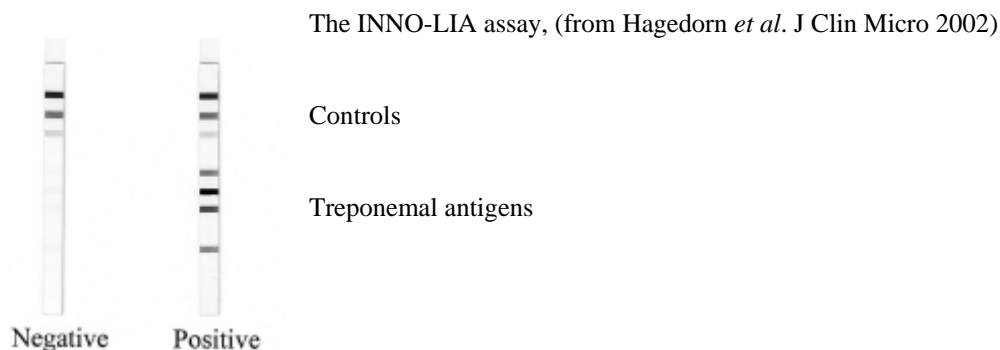 The INNO-LIA assay, (from Hagedorn et al. J Clin Micro 2002)
Controls
Treponemal antigens
Negative
Positive